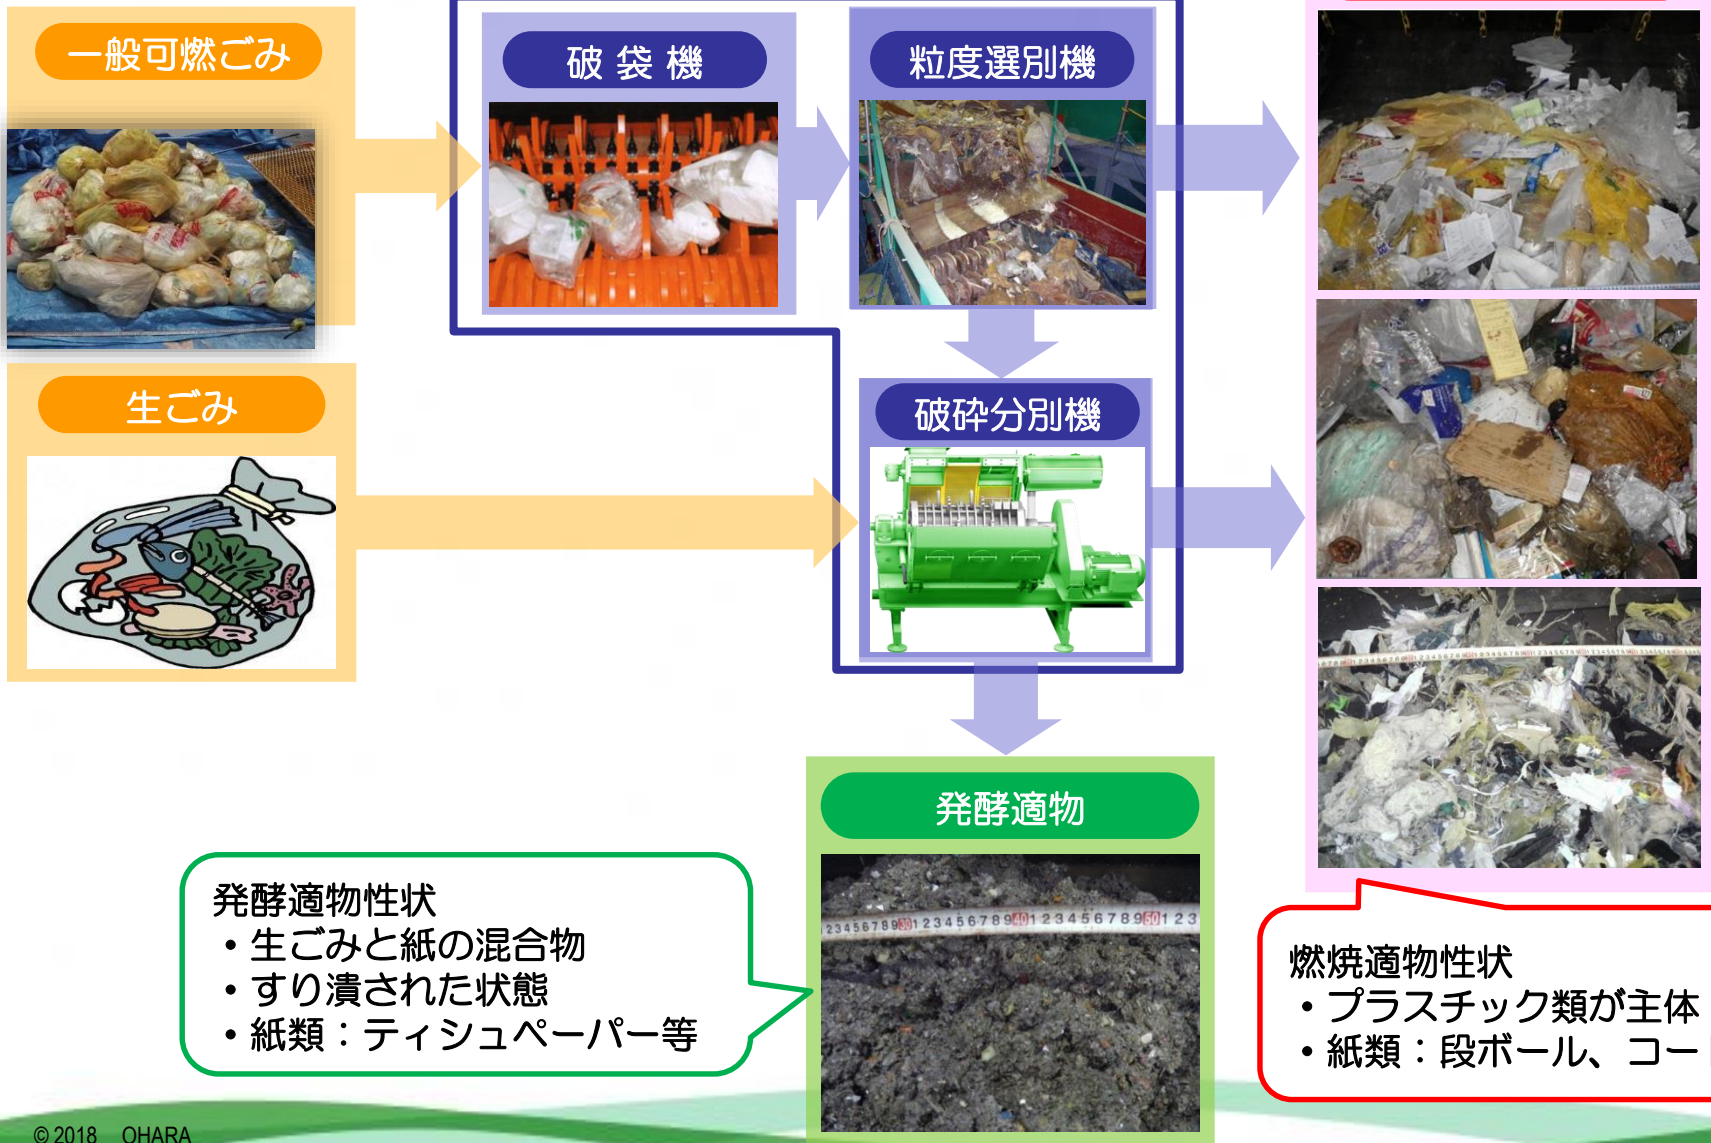 一般可燃ごみ
破袋機
粒度選別機
生ごみ
破砕分別機
発酵適物
発酵適物性状
・生ごみと紙の混合物
・すり潰された状態
・紙類：ティシュペーパー等
燃焼適物性状
・プラスチック類が主体
・紙類：段ボール、コート
© 2018 OHARA